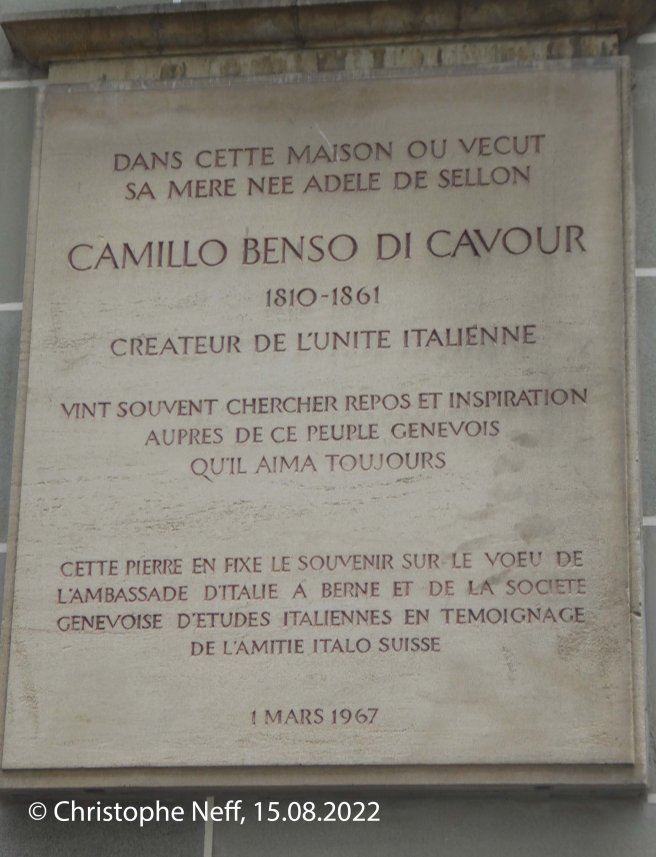 DANS CETTE MAISON OU VECUT
SA MERE NEE ADELE DE SELLON
CAMILLO BENSO DI CAVOUR
1810-1861
CREATEUR DE L'UNITE ITALIENNE
VINT SOUVENT CHERCHER REPOS ET INSPIRATION
AUPRES DE CE PEUPLE GENEVOIS
QU'IL AIMA TOUJOURS
CETTE PIERRE EN FIXE LE SOUVENIR SUR LE VOEU DE
L'AMBASSADE D'ITALIE A BERNE ET DE LA SOCIETE
GENEVOISE D'ETUDES ITALIENNES EN TEMOIGNAGE
DE L'AMITIE ITALO SUISSE
1 MARS 1967
© Christophe Neff, 15.08.2022